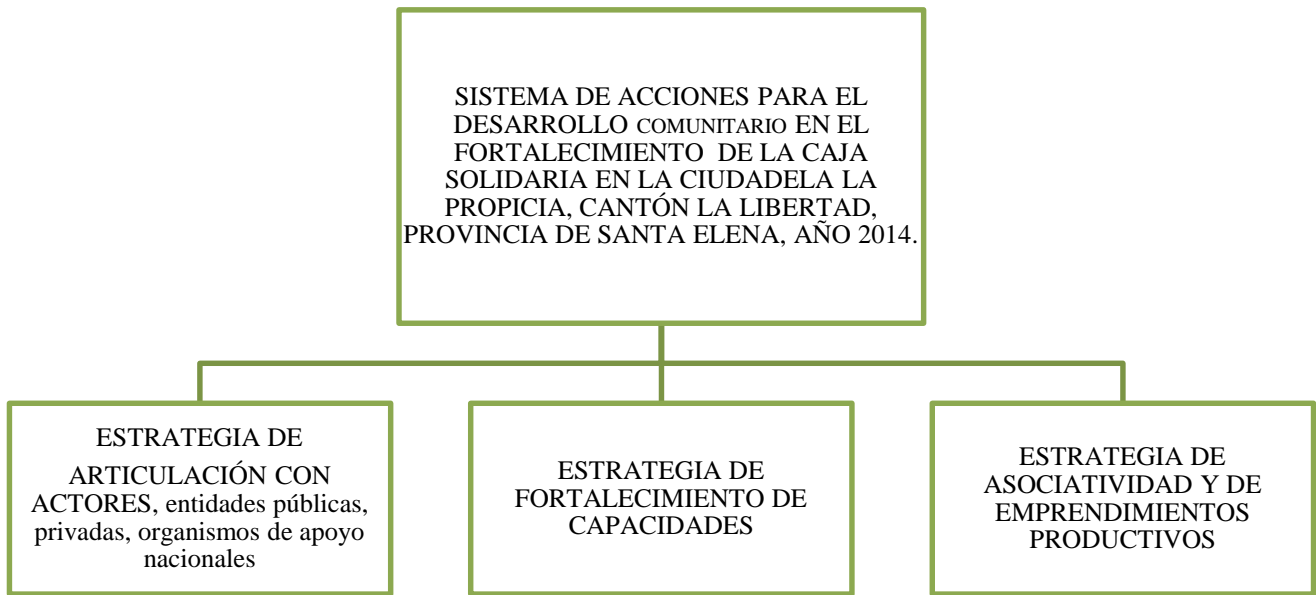 SISTEMA DE ACCIONES PARA EL
DESARROLLO COMUNITARIO EN EL
FORTALECIMIENTO DE LA CAJA
SOLIDARIA EN LA CIUDADELA LA
PROPICIA, CANTÓN LA LIBERTAD,
PROVINCIA DE SANTA ELENA, AÑO 2014.
ESTRATEGIA DE
ARTICULACIÓN CON
ACTORES, entidades públicas,
privadas, organismos de apoyo
nacionales
ESTRATEGIA DE
FORTALECIMIENTO DE
CAPACIDADES
ESTRATEGIA DE
ASOCIATIVIDAD Y DE
EMPRENDIMIENTOS
PRODUCTIVOS